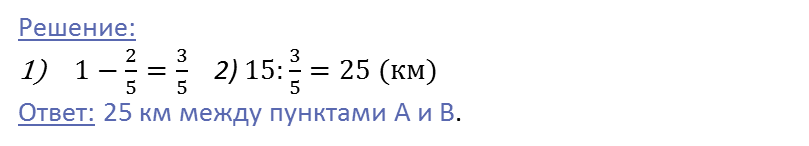 Решение:
1) 1 − 2/5 = 3/5 2) 15: 3/5 = 25 (км)
Ответ: 25 км между пунктами А и В.